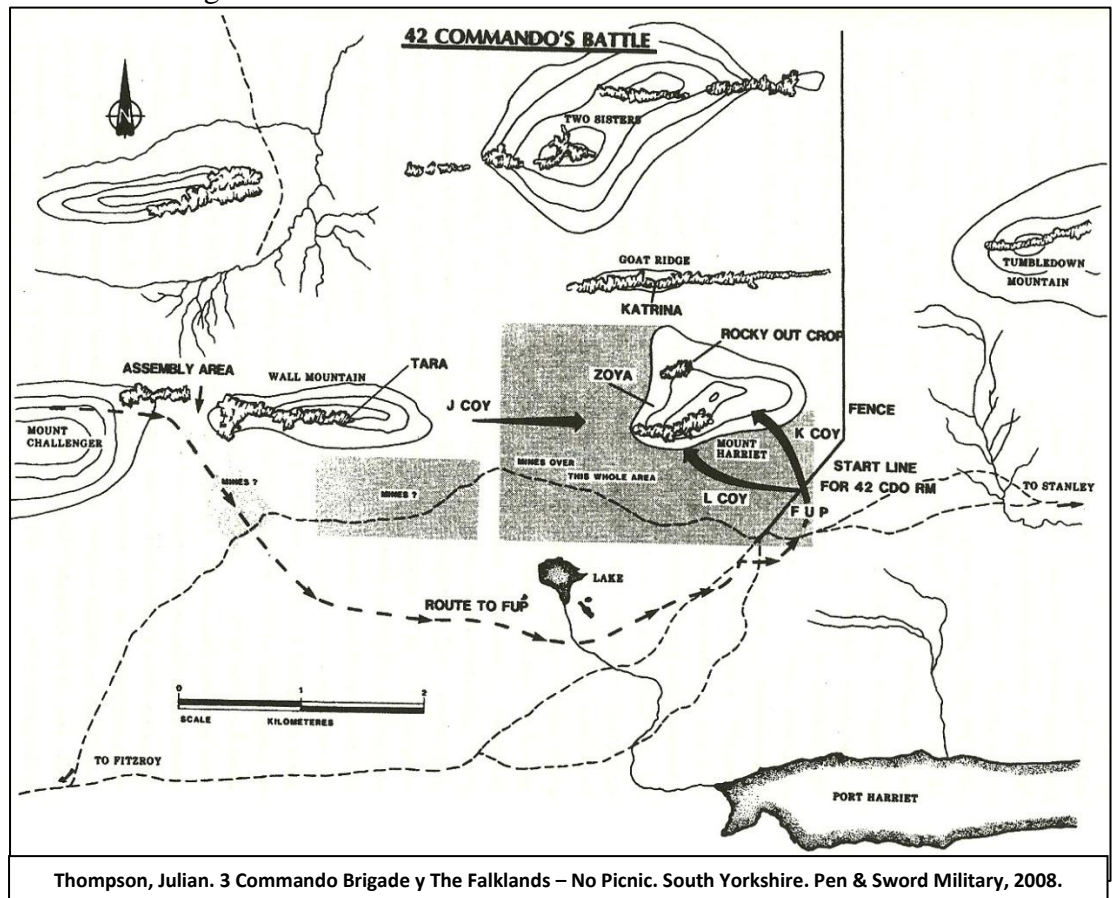 42 COMMANDO'S BATTLE
N
TWO SISTERS
TUMBLEDOWN
MOUNTAIN
GOAT RIDGE
KATRINA
ROCKY OUT CROP
ASSEMBLY AREA
WALL MOUNTAIN
TARA
ZOYA
J COY
MOUNT
CHALLENGER
MOUNT
HARRIET
K COY
FENCE
MINES ?
MINES ?
MINES OVER
THIS WHOLE AREA
L COY
START LINE
FOR 42 CDO RM
F U P
TO STANLEY
LAKE
ROUTE TO FUP
0 1 2
SCALE KILOMETERES
TO FITZROY
PORT HARRIET
Thompson, Julian. 3 Commando Brigade y The Falklands – No Picnic. South Yorkshire. Pen & Sword Military, 2008.